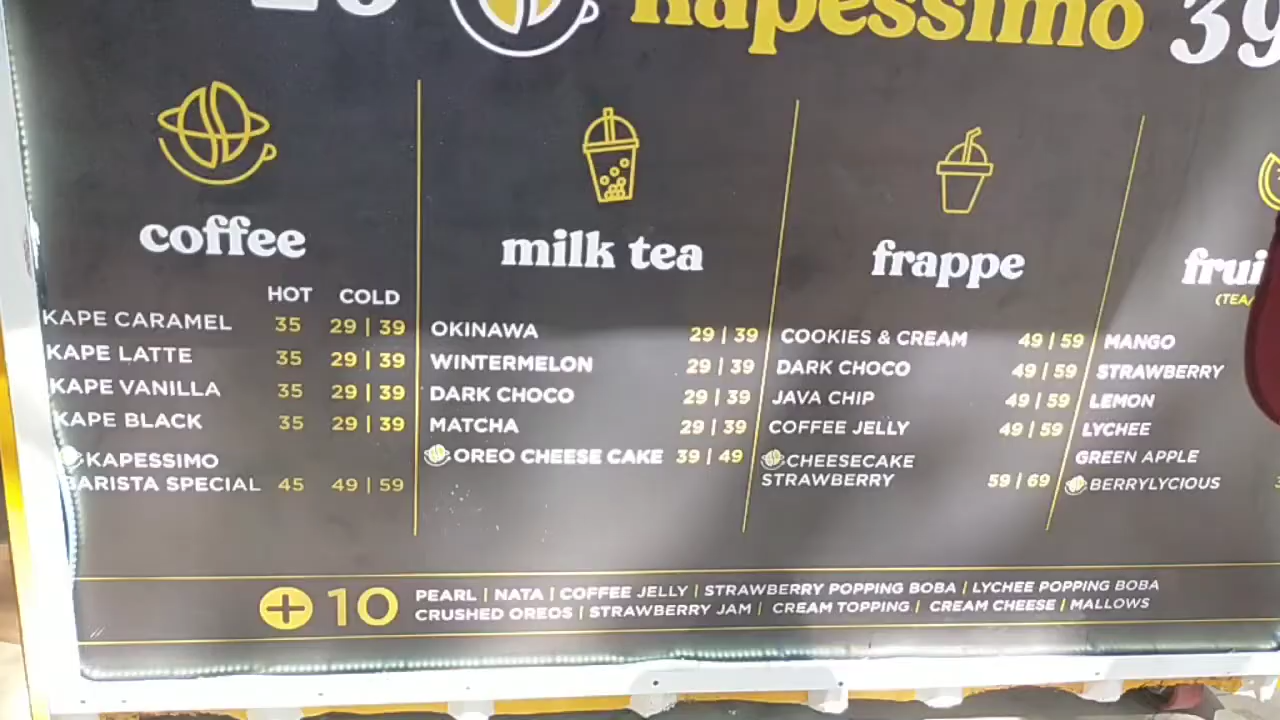 Kapessimo
coffee
HOT COLD
KAPE CARAMEL 35 29 | 39
KAPE LATTE 35 29 | 39
KAPE VANILLA 35 29 | 39
KAPE BLACK 35 29 | 39
KAPESSIMO
BARISTA SPECIAL 45 49 | 59
milk tea
OKINAWA 29 | 39
WINTERMELON 29 | 39
DARK CHOCO 29 | 39
MATCHA 29 | 39
OREO CHEESE CAKE 39 | 49
frappe
COOKIES & CREAM 49 | 59
DARK CHOCO 49 | 59
JAVA CHIP 49 | 59
COFFEE JELLY 49 | 59
CHEESECAKE
STRAWBERRY 59 | 69
MANGO
STRAWBERRY
LEMON
LYCHEE
GREEN APPLE
BERRYLYCIOUS
+ 10
PEARL | NATA | COFFEE JELLY | STRAWBERRY POPPING BOBA | LYCHEE POPPING BOBA
CRUSHED OREOS | STRAWBERRY JAM | CREAM TOPPING | CREAM CHEESE | MALLOWS